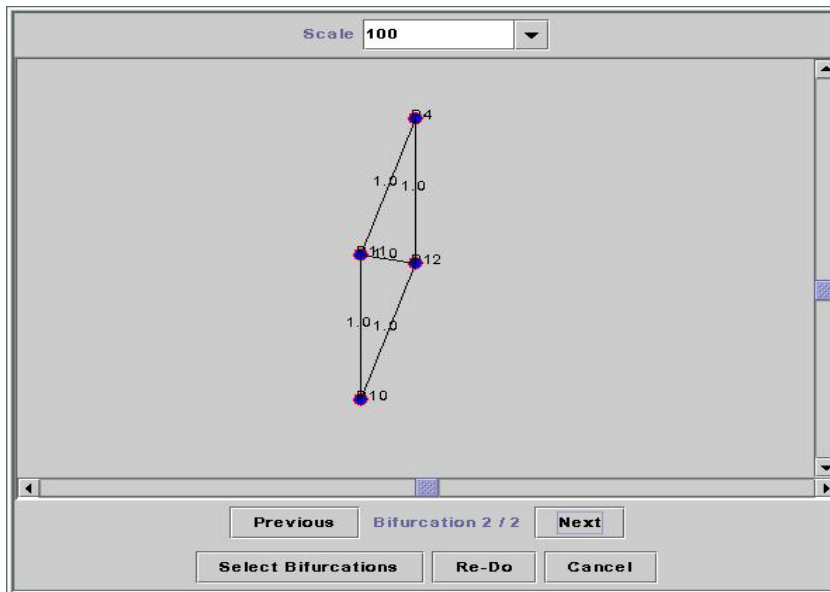 Scale 100
4
1.0 1.0
12
1.0 1.0
10
Previous Bifurcation 2 / 2 Next
Select Bifurcations Re-Do Cancel